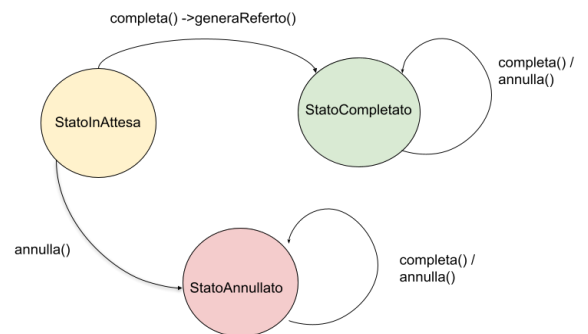 completa() ->generaReferto()
StatoInAttesa
StatoCompletato
completa() /
annulla()
annulla()
StatoAnnullato
completa() /
annulla()